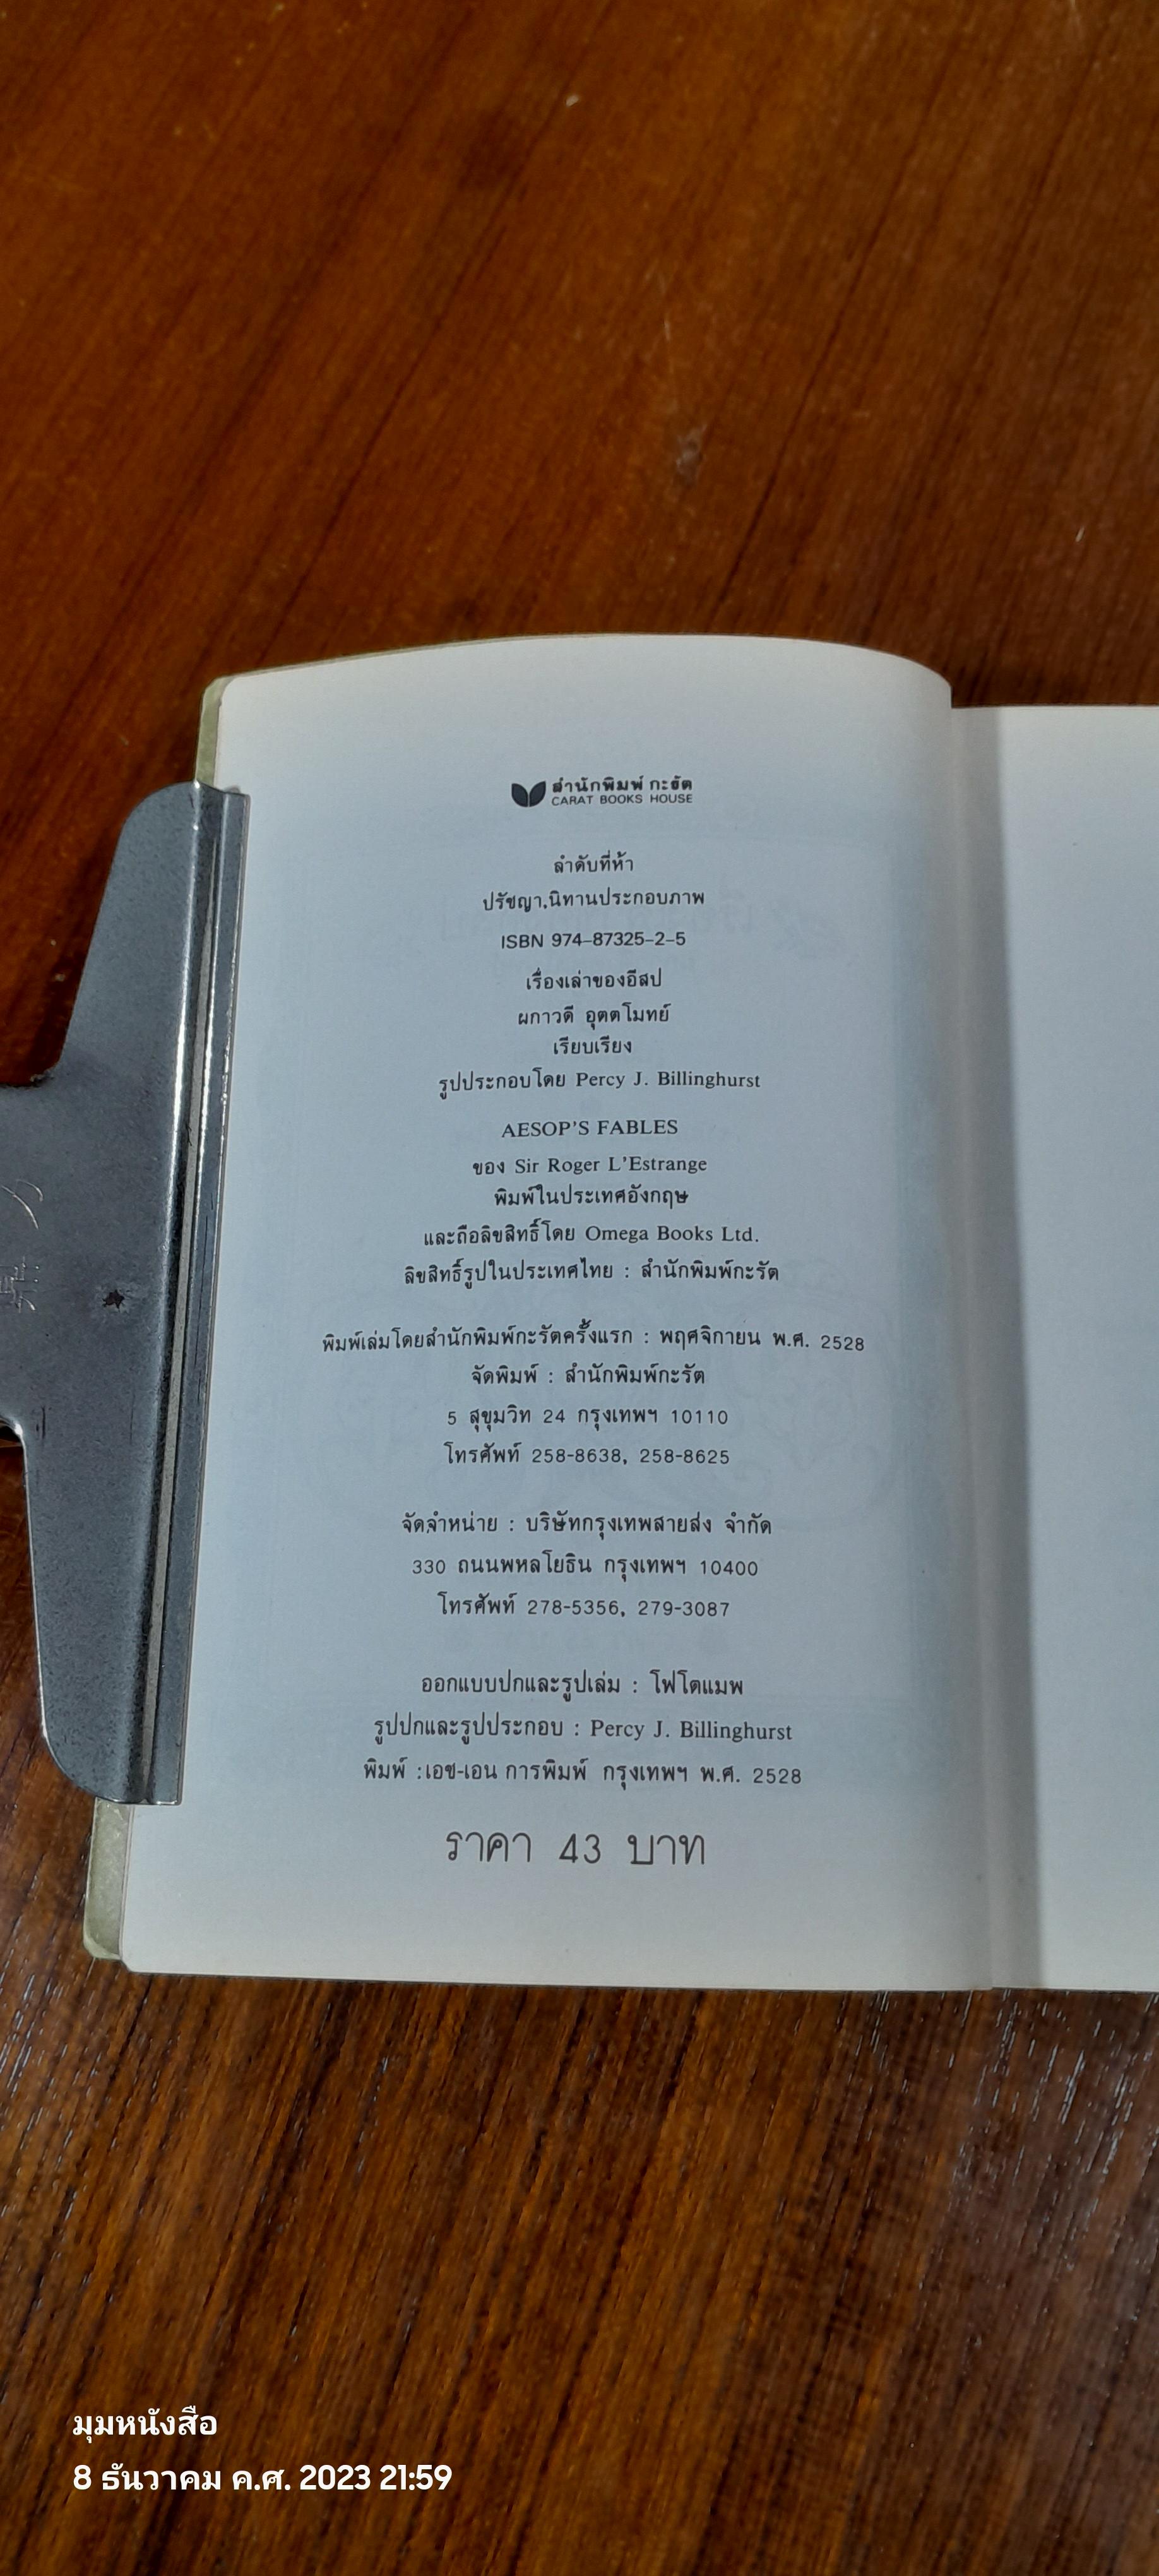 สำนักพิมพ์ กะรัต
CARAT BOOKS HOUSE
ลำดับที่ห้า
ปรัชญา,นิทานประกอบภาพ
ISBN 974-87325-2-5
เรื่องเล่าของอีสป
ผกาวดี อุตตโมทย์
เรียบเรียง
รูปประกอบโดย Percy J. Billinghurst
AESOP'S FABLES
ของ Sir Roger L'Estrange
พิมพ์ในประเทศอังกฤษ
และถือลิขสิทธิ์โดย Omega Books Ltd.
ลิขสิทธิ์รูปในประเทศไทย : สำนักพิมพ์กะรัต
พิมพ์เล่มโดยสำนักพิมพ์กะรัตครั้งแรก : พฤศจิกายน พ.ศ. 2528
จัดพิมพ์ : สำนักพิมพ์กะรัต
5 สุขุมวิท 24 กรุงเทพฯ 10110
โทรศัพท์ 258-8638, 258-8625
จัดจำหน่าย : บริษัทกรุงเทพสายส่ง จำกัด
330 ถนนพหลโยธิน กรุงเทพฯ 10400
โทรศัพท์ 278-5356, 279-3087
ออกแบบปกและรูปเล่ม : โฟโตแมพ
รูปปกและรูปประกอบ : Percy J. Billinghurst
พิมพ์ :เอช-เอน การพิมพ์ กรุงเทพฯ พ.ศ. 2528
ราคา 43 บาท
มุมหนังสือ
8 ธันวาคม ค.ศ. 2023 21:59